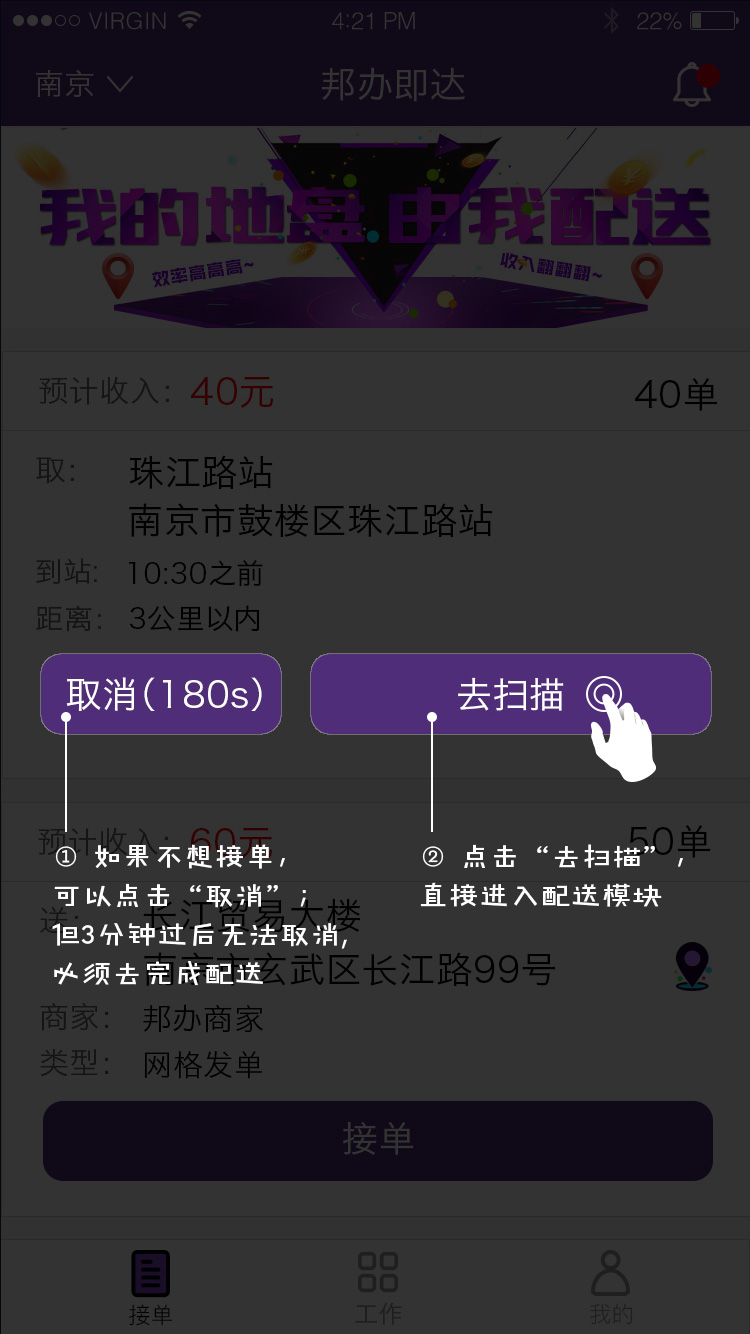 VIRGIN 4:21 PM 22%
南京 邦办即达
我的地盘 由我配送
效率高高高~ 收入翻翻翻~
预计收入: 40元 40单
取: 珠江路站
南京市鼓楼区珠江路站
到站: 10:30之前
距离: 3公里以内
取消(180s) 去扫描
预计收入: 60元 50单
① 如果不想接单,
可以点击“取消”;
但3分钟过后无法取消,
必须去完成配送
② 点击“去扫描”,
直接进入配送模块
送: 长江贸易大楼
南京市玄武区长江路99号
商家: 邦办商家
类型: 网格发单
接单
接单 工作 我的